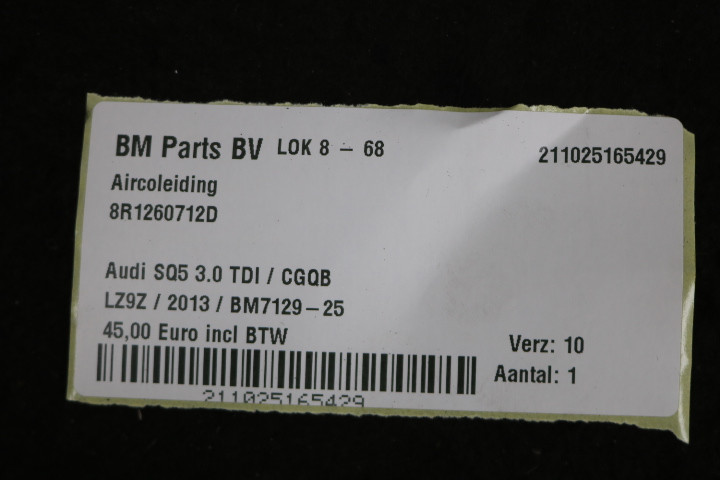 BM Parts BV LOK 8 - 68
211025165429
Aircoleiding
8R1260712D
Audi SQ5 3.0 TDI / CGQB
LZ9Z / 2013 / BM7129-25
45,00 Euro incl BTW
Verz: 10
Aantal: 1
211025165429